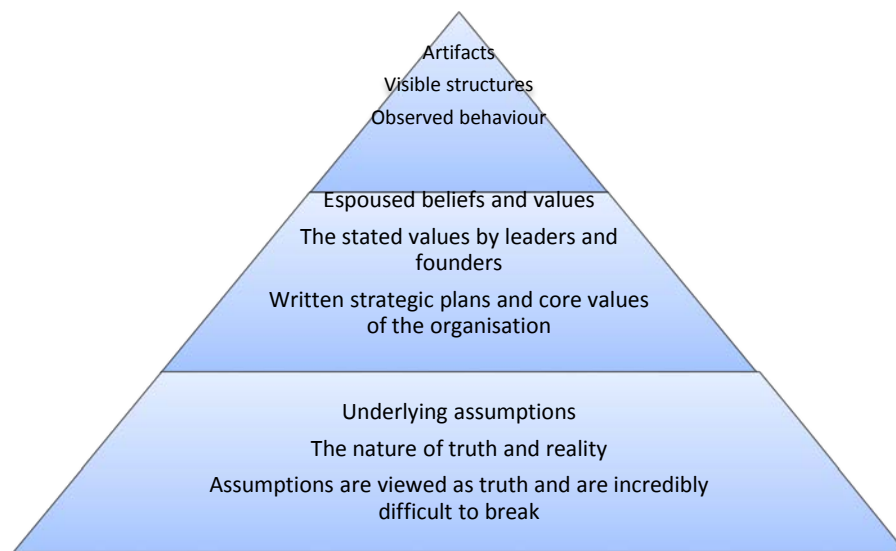 Artifacts
Visible structures
Observed behaviour
Espoused beliefs and values
The stated values by leaders and
founders
Written strategic plans and core values
of the organisation
Underlying assumptions
The nature of truth and reality
Assumptions are viewed as truth and are incredibly
difficult to break